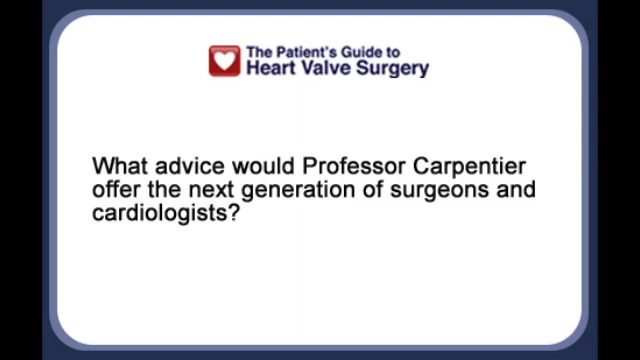 The Patient's Guide to
Heart Valve Surgery
What advice would Professor Carpentier
offer the next generation of surgeons and
cardiologists?